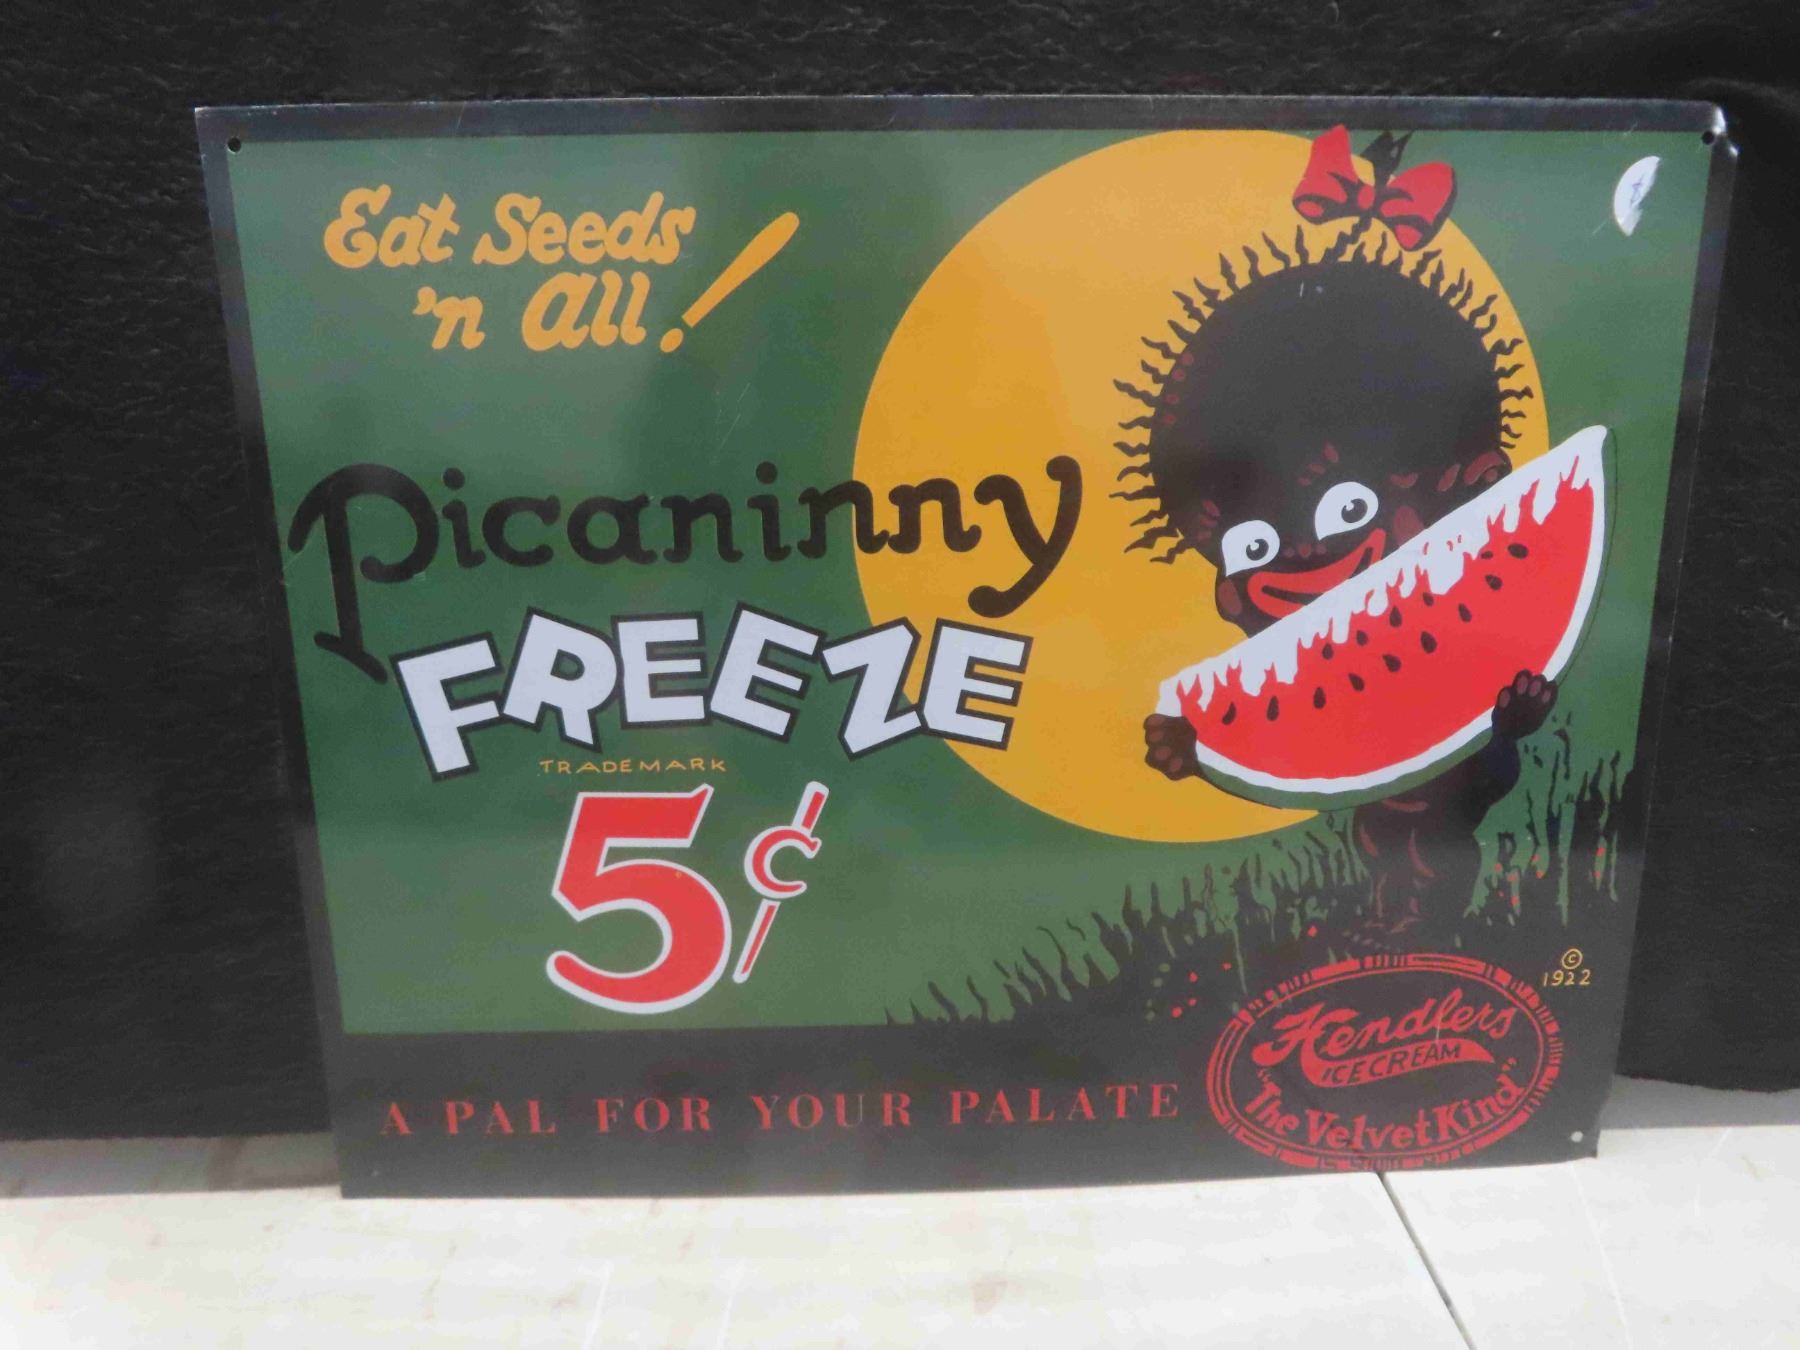 Eat Seeds
'n all!
Picaninny
FREEZE
TRADEMARK
5¢
© 1922
Hendlers
ICE CREAM
"The Velvet Kind"
A PAL FOR YOUR PALATE